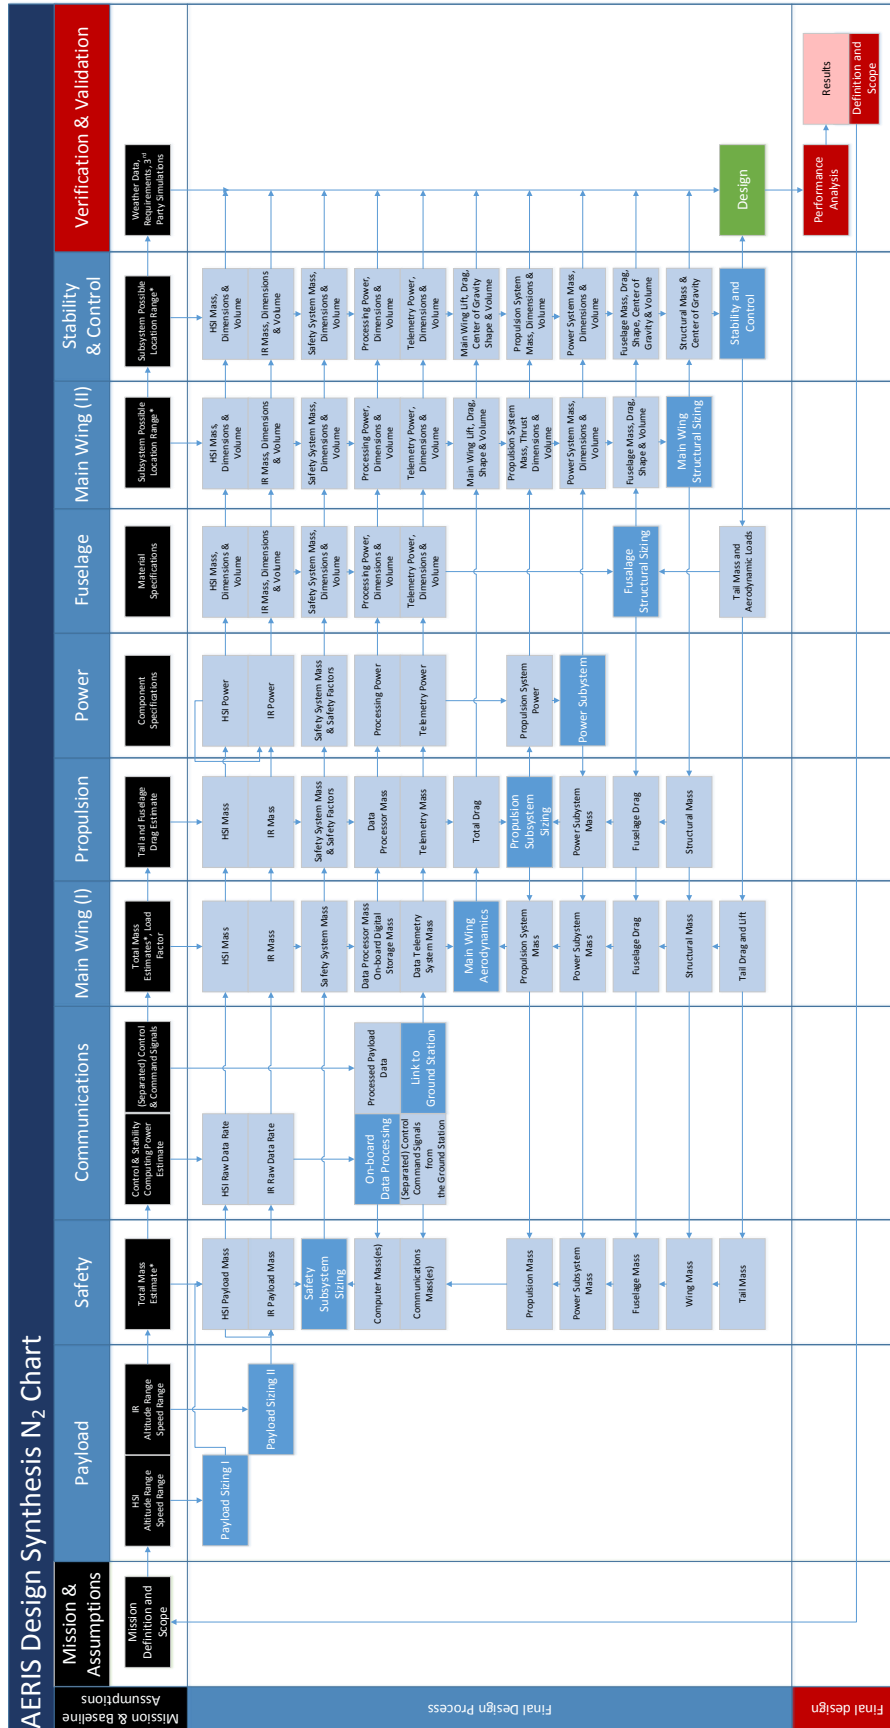 AERIS Design Synthesis N2 Chart
Mission &
Assumptions
Payload
Safety
Communications
Main Wing (I)
Propulsion
Power
Fuselage
Main Wing (II)
Stability
& Control
Verification & Validation
Mission & Baseline
Assumptions
Mission
Definition and
Scope
HSI
Altitude Range
Speed Range
IR
Altitude Range
Speed Range
Total Mass
Estimate*
Control & Stability
Computing Power
Estimate
(Separated) Control
& Command Signals
Total Mass
Estimates*, Load
Factor
Tail and Fuselage
Drag Estimate
Component
Specifications
Material
Specifications
Subsystem Possible
Location Range*
Subsystem Possible
Location Range*
Weather Data,
Requirements, 3rd
Party Simulations
Final Design Process
Payload Sizing I
HSI Payload Mass
HSI Raw Data Rate
HSI Mass
HSI Mass
HSI Power
HSI Mass,
Dimensions &
Volume
HSI Mass,
Dimensions &
Volume
HSI Mass,
Dimensions &
Volume
Payload Sizing II
IR Payload Mass
IR Raw Data Rate
IR Mass
IR Mass
IR Power
IR Mass, Dimensions
& Volume
IR Mass, Dimensions
& Volume
IR Mass, Dimensions
& Volume
Safety
Subsystem
Sizing
Safety System Mass
Safety System Mass
& Safety Factors
Safety System Mass
& Safety Factors
Safety System Mass,
Dimensions &
Volume
Safety System Mass,
Dimensions &
Volume
Safety System Mass,
Dimensions &
Volume
Computer Mass(es)
On-board
Data Processing
Processed Payload
Data
Data Processor Mass
On-board Digital
Storage Mass
Data
Processor Mass
Processing Power
Processing Power,
Dimensions &
Volume
Processing Power,
Dimensions &
Volume
Processing Power,
Dimensions &
Volume
Communications
Mass(es)
(Separated) Control
Command Signals
from
the Ground Station
Link to
Ground Station
Data Telemetry
System Mass
Telemetry Mass
Telemetry Power
Telemetry Power,
Dimensions &
Volume
Telemetry Power,
Dimensions &
Volume
Telemetry Power,
Dimensions &
Volume
Main Wing
Aerodynamics
Total Drag
Main Wing Lift, Drag,
Shape & Volume
Main Wing Lift, Drag,
Center of Gravity
Shape & Volume
Propulsion Mass
Propulsion System
Mass
Propulsion
Subsystem
Sizing
Propulsion System
Power
Propulsion System
Mass, Thrust
Dimensions &
Volume
Propulsion System
Mass, Dimensions &
Volume
Power Subsystem
Mass
Power Subystem
Mass
Power Subystem
Mass
Power Subystem
Power System Mass,
Dimensions &
Volume
Power System Mass,
Dimensions &
Volume
Fuselage Mass
Fuselage Drag
Fuselage Drag
Fusalage
Structural Sizing
Fuselage Mass, Drag,
Shape & Volume
Fuselage Mass, Drag,
Shape, Center of
Gravity & Volume
Wing Mass
Structural Mass
Structural Mass
Main Wing
Structural Sizing
Structural Mass &
Center of Gravity
Tail Mass
Tail Drag and Lift
Tail Mass and
Aerodynamic Loads
Stability and
Control
Design
Final design
Performance
Analysis
Results
Definition and
Scope